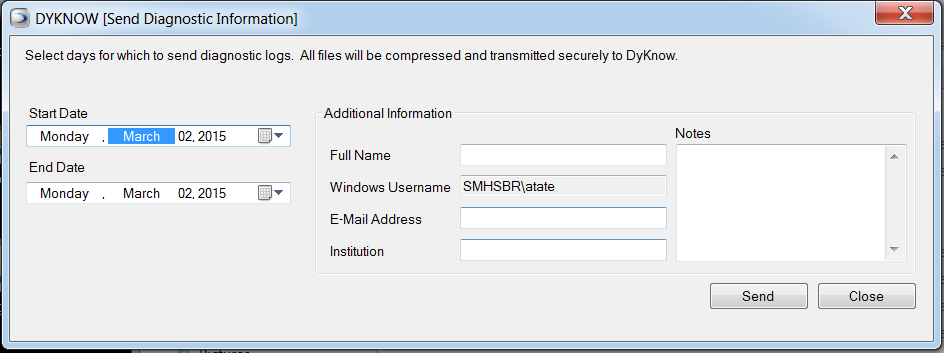 DYKNOW [Send Diagnostic Information]
Select days for which to send diagnostic logs. All files will be compressed and transmitted securely to DyKnow.
Start Date
Monday , March 02, 2015
End Date
Monday , March 02, 2015
Additional Information
Full Name
Windows Username SMHSBR\atate
E-Mail Address
Institution
Notes
Send Close